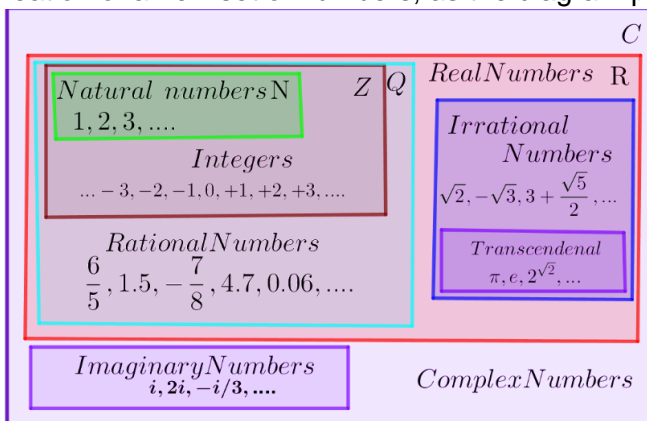 C
RealNumbers R
Natural numbers N
1, 2, 3, ....
Z
Q
Integers
... − 3, −2, −1, 0, +1, +2, +3, ....
Irrational
Numbers
√2, −√3, 3 + √5/2, ...
Transcendenal
π, e, 2^√2, ...
RationalNumbers
6/5, 1.5, −7/8, 4.7, 0.06, ....
ImaginaryNumbers
i, 2i, −i/3, ....
ComplexNumbers